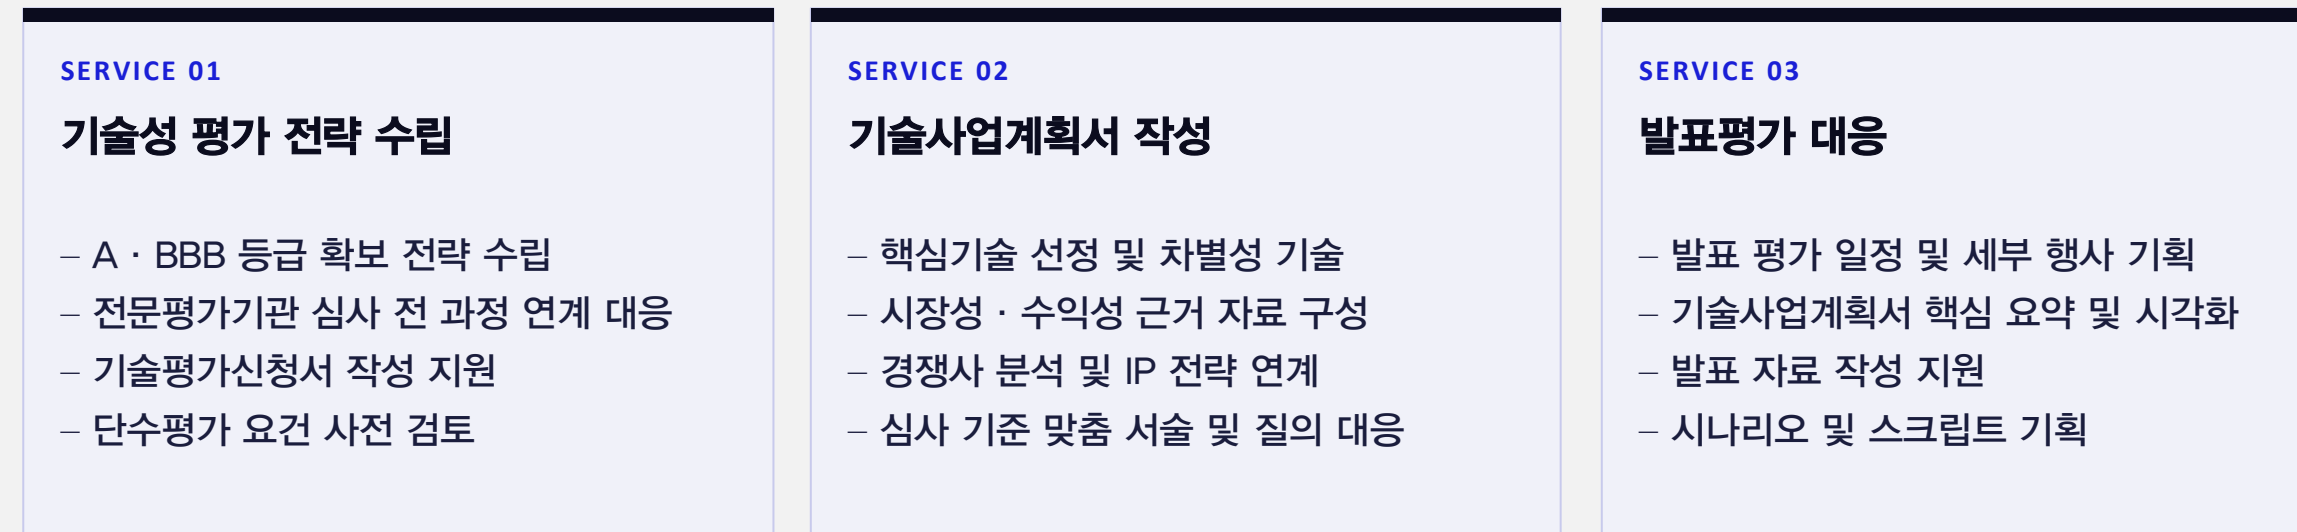 SERVICE 01
기술성 평가 전략 수립
– A · BBB 등급 확보 전략 수립
– 전문평가기관 심사 전 과정 연계 대응
– 기술평가신청서 작성 지원
– 단수평가 요건 사전 검토
SERVICE 02
기술사업계획서 작성
– 핵심기술 선정 및 차별성 기술
– 시장성 · 수익성 근거 자료 구성
– 경쟁사 분석 및 IP 전략 연계
– 심사 기준 맞춤 서술 및 질의 대응
SERVICE 03
발표평가 대응
– 발표 평가 일정 및 세부 행사 기획
– 기술사업계획서 핵심 요약 및 시각화
– 발표 자료 작성 지원
– 시나리오 및 스크립트 기획